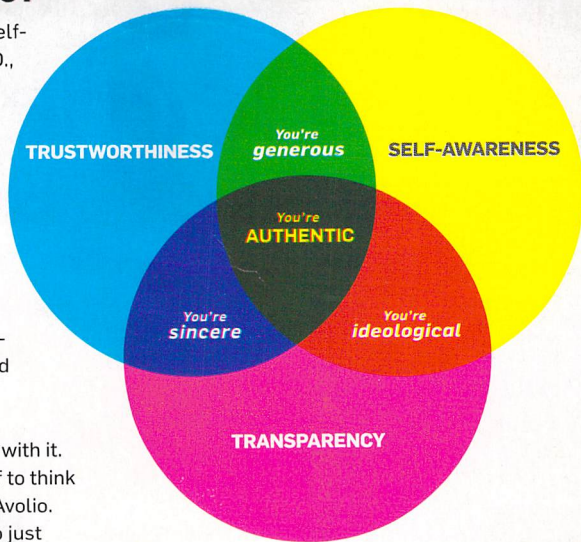 elf-
TRUSTWORTHINESS
You're
generous
SELF-AWARENESS
You're
AUTHENTIC
You're
sincere
You're
ideological
d
TRANSPARENCY
with it.
to think
Avolio.
just